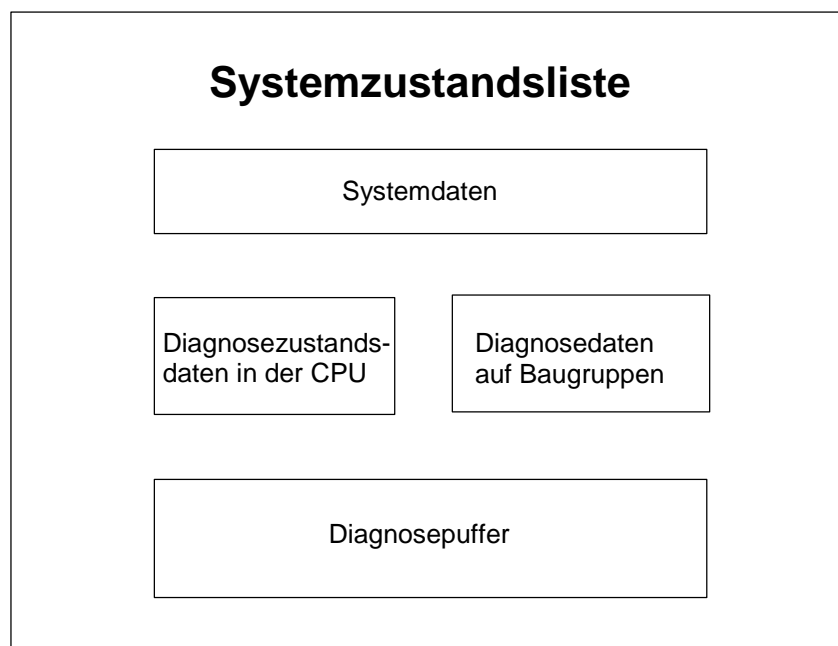 Systemzustandsliste
Systemdaten
Diagnosezustands-
daten in der CPU
Diagnosedaten
auf Baugruppen
Diagnosepuffer